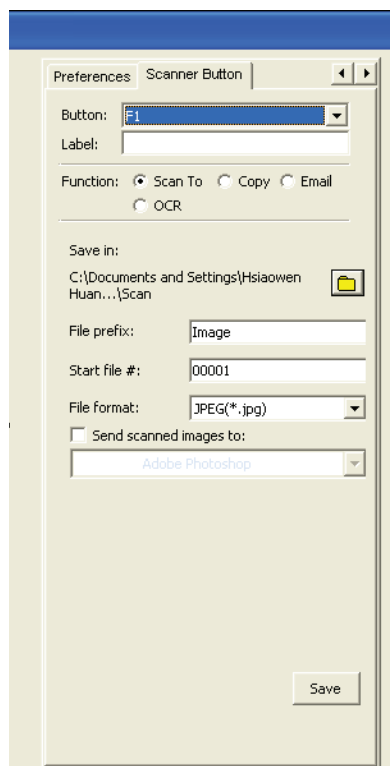 Preferences Scanner Button
Button: F1
Label:
Function: Scan To Copy Email
OCR
Save in:
C:\Documents and Settings\Hsiaowen
Huan...\Scan
File prefix: Image
Start file #: 00001
File format: JPEG(*.jpg)
Send scanned images to:
Adobe Photoshop
Save